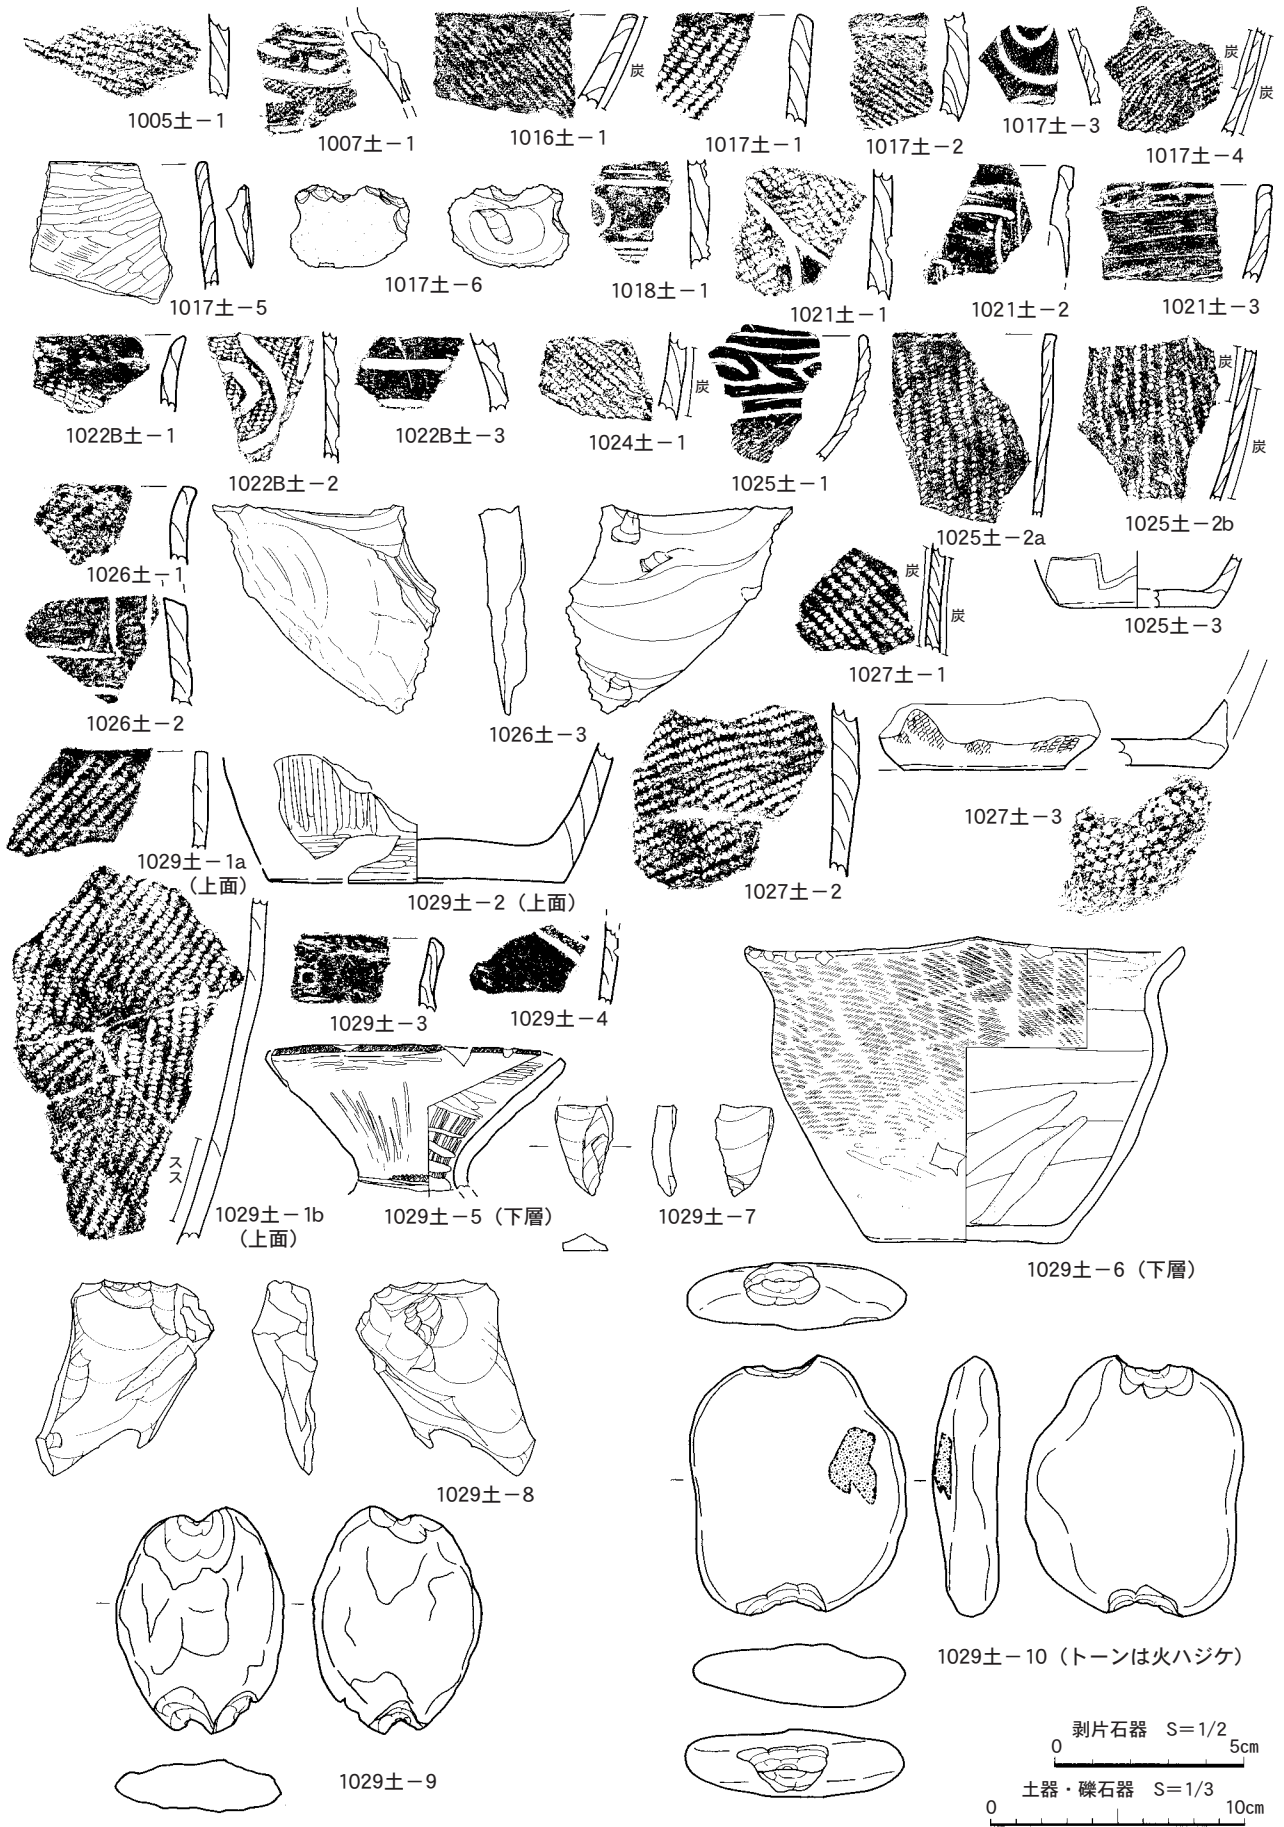 炭
炭
炭
1005土－1
1007土－1
1016土－1
1017土－1
1017土－2
1017土－3
1017土－4
1017土－5
1017土－6
1018土－1
1021土－1
1021土－2
1021土－3
炭
炭
炭
1022B土－1
1022B土－2
1022B土－3
1024土－1
1025土－1
1025土－2a
1025土－2b
1026土－1
炭
炭
1025土－3
1026土－2
1026土－3
1027土－1
1027土－3
1029土－1a
（上面）
1029土－2（上面）
1027土－2
1029土－3
1029土－4
スス
1029土－1b
（上面）
1029土－5（下層）
1029土－7
1029土－6（下層）
1029土－8
1029土－10（トーンは火ハジケ）
1029土－9
剥片石器　S＝1/2
0 5cm
土器・礫石器　S＝1/3
0 10cm